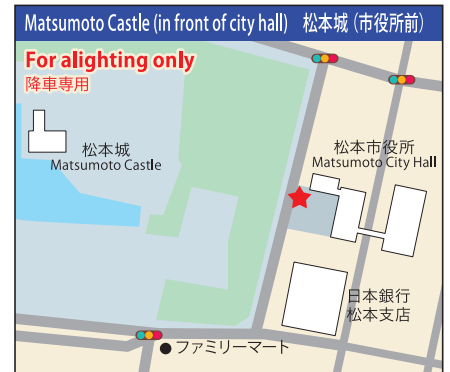 Matsumoto Castle (in front of city hall) 松本城（市役所前）
For alighting only
降車専用
松本城
Matsumoto Castle
松本市役所
Matsumoto City Hall
日本銀行
松本支店
ファミリーマート